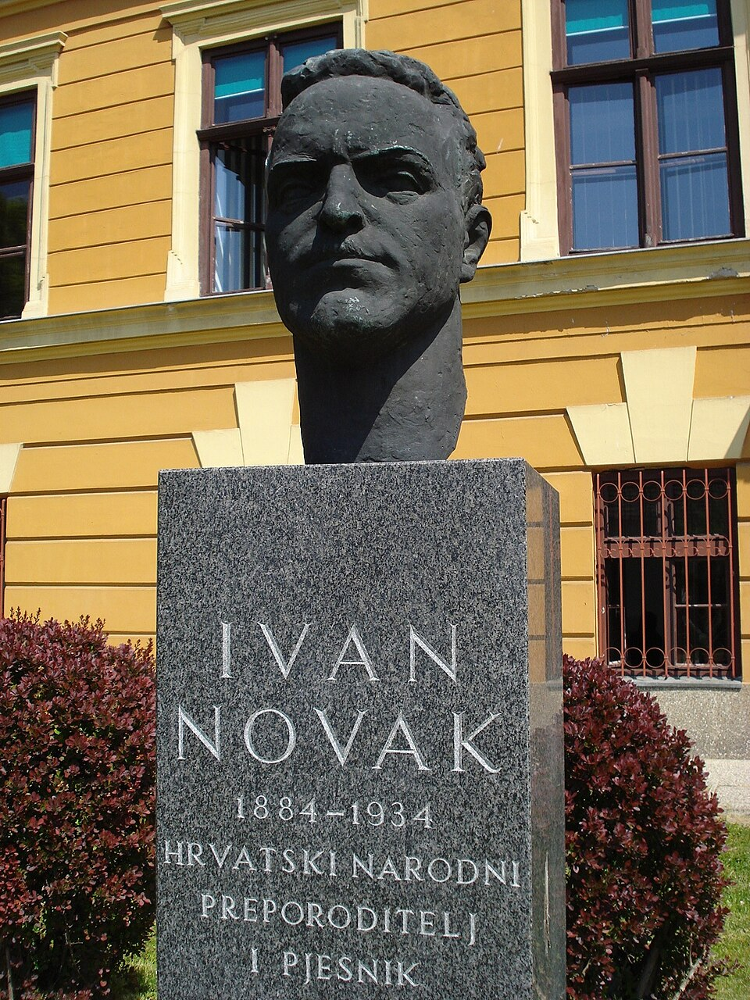 IVAN
NOVAK
1884-1934
HRVATSKI NARODNI
PREPORODITELJ
I PJESNIK